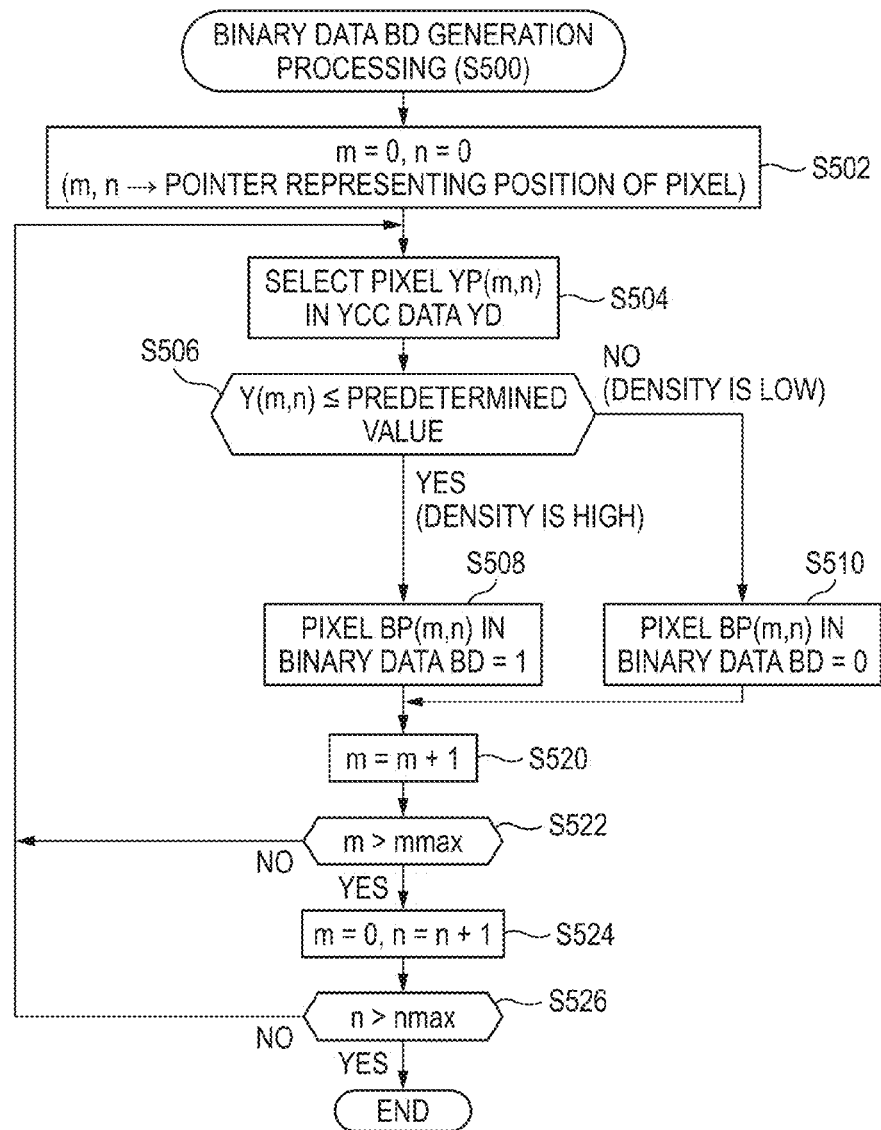 BINARY DATA BD GENERATION
PROCESSING (S500)
m = 0, n = 0
(m, n → POINTER REPRESENTING POSITION OF PIXEL)
S502
SELECT PIXEL YP(m,n)
IN YCC DATA YD
S504
S506
Y(m,n) ≤ PREDETERMINED
VALUE
NO
(DENSITY IS LOW)
YES
(DENSITY IS HIGH)
S508
PIXEL BP(m,n) IN
BINARY DATA BD = 1
S510
PIXEL BP(m,n) IN
BINARY DATA BD = 0
m = m + 1
S520
m > mmax
S522
NO
YES
m = 0, n = n + 1
S524
n > nmax
S526
NO
YES
END